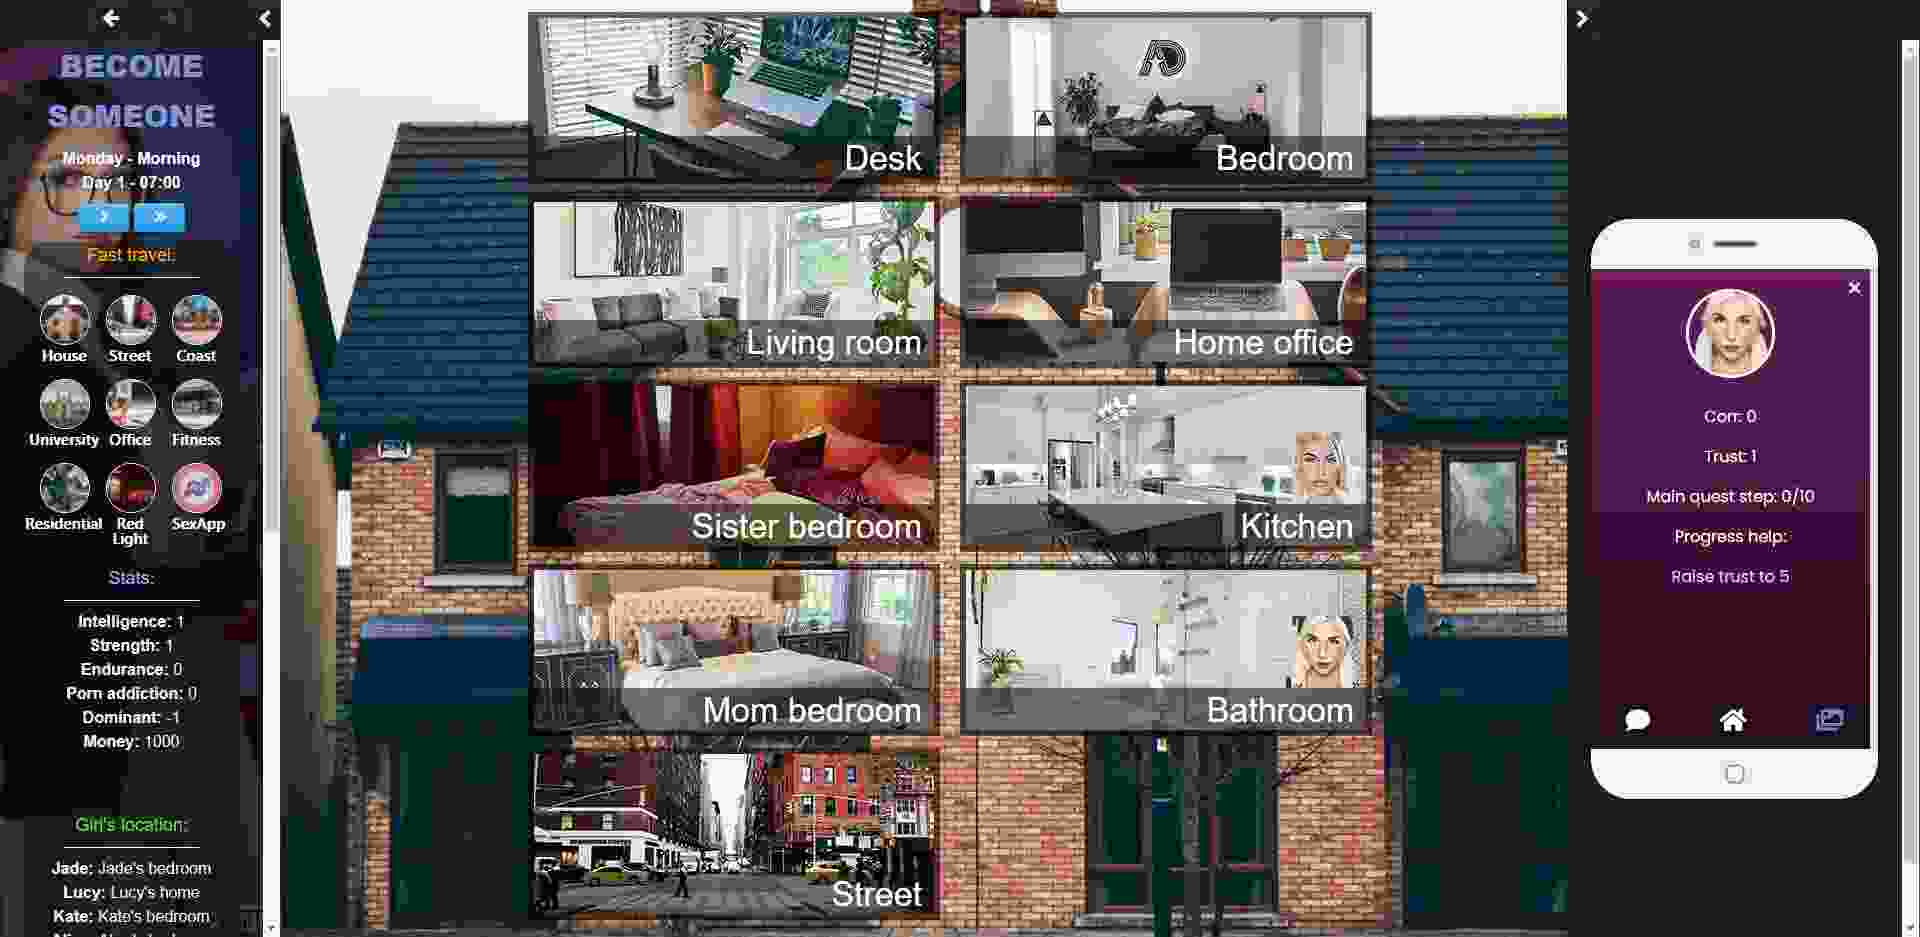 BECOME
SOMEONE
Monday - Morning
Day 1 - 07:00
Fast travel:
House
Street
Coast
University
Office
Fitness
Residential
Red
Light
SexApp
Stats:
Intelligence: 1
Strength: 1
Endurance: 0
Porn addiction: 0
Dominant: -1
Money: 1000
Girl's location:
Jade: Jade's bedroom
Lucy: Lucy's home
Kate: Kate's bedroom
Desk
Bedroom
Living room
Home office
Sister bedroom
Kitchen
Mom bedroom
Bathroom
Street
Corr: 0
Trust: 1
Main quest step: 0/10
Progress help:
Raise trust to 5